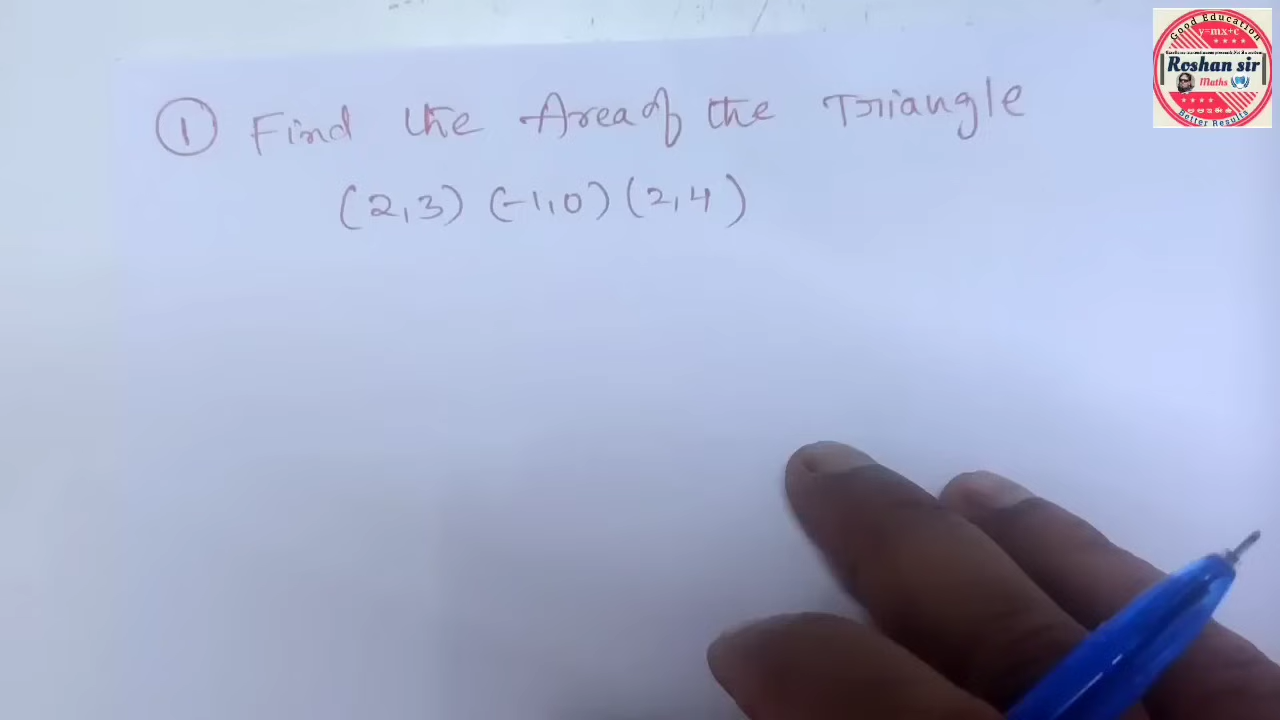 ① Find the Area of the Triangle
(2,3) (-1,0) (2,4)
Good Education
y=mx+c
Roshan sir
Maths
Better Results